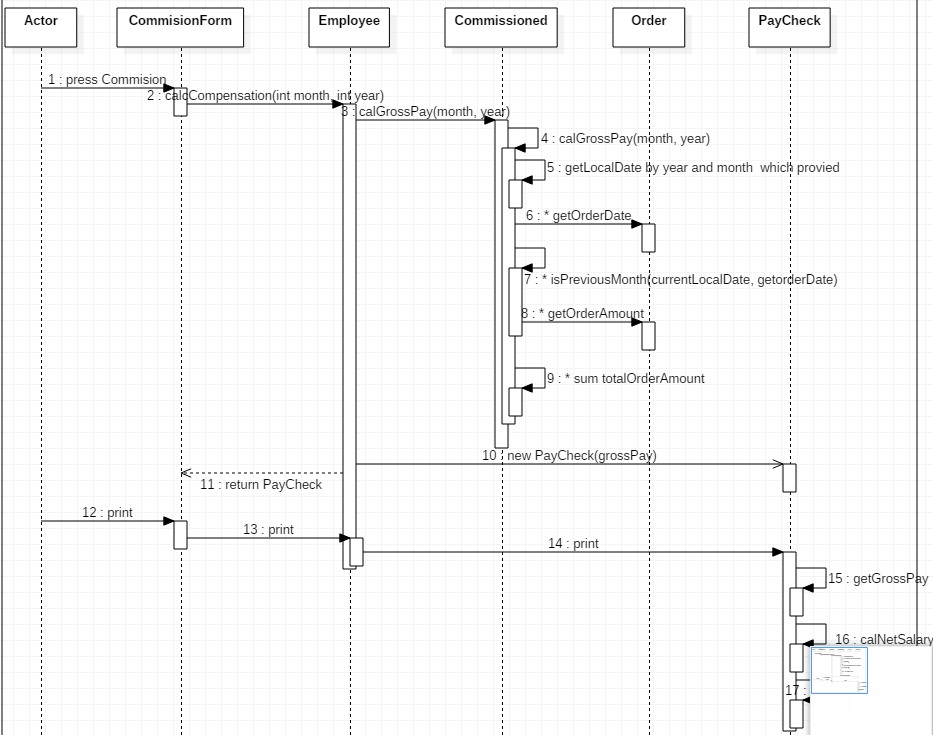 Actor
CommisionForm
Employee
Commissioned
Order
PayCheck
1 : press Commision
2 : calcCompensation(int month, int year)
3 : calGrossPay(month, year)
4 : calGrossPay(month, year)
5 : getLocalDate by year and month  which provied
6 : * getOrderDate
7 : * isPreviousMonth(currentLocalDate, getorderDate)
8 : * getOrderAmount
9 : * sum totalOrderAmount
10 : new PayCheck(grossPay)
11 : return PayCheck
12 : print
13 : print
14 : print
15 : getGrossPay
16 : calNetSalary
17 :